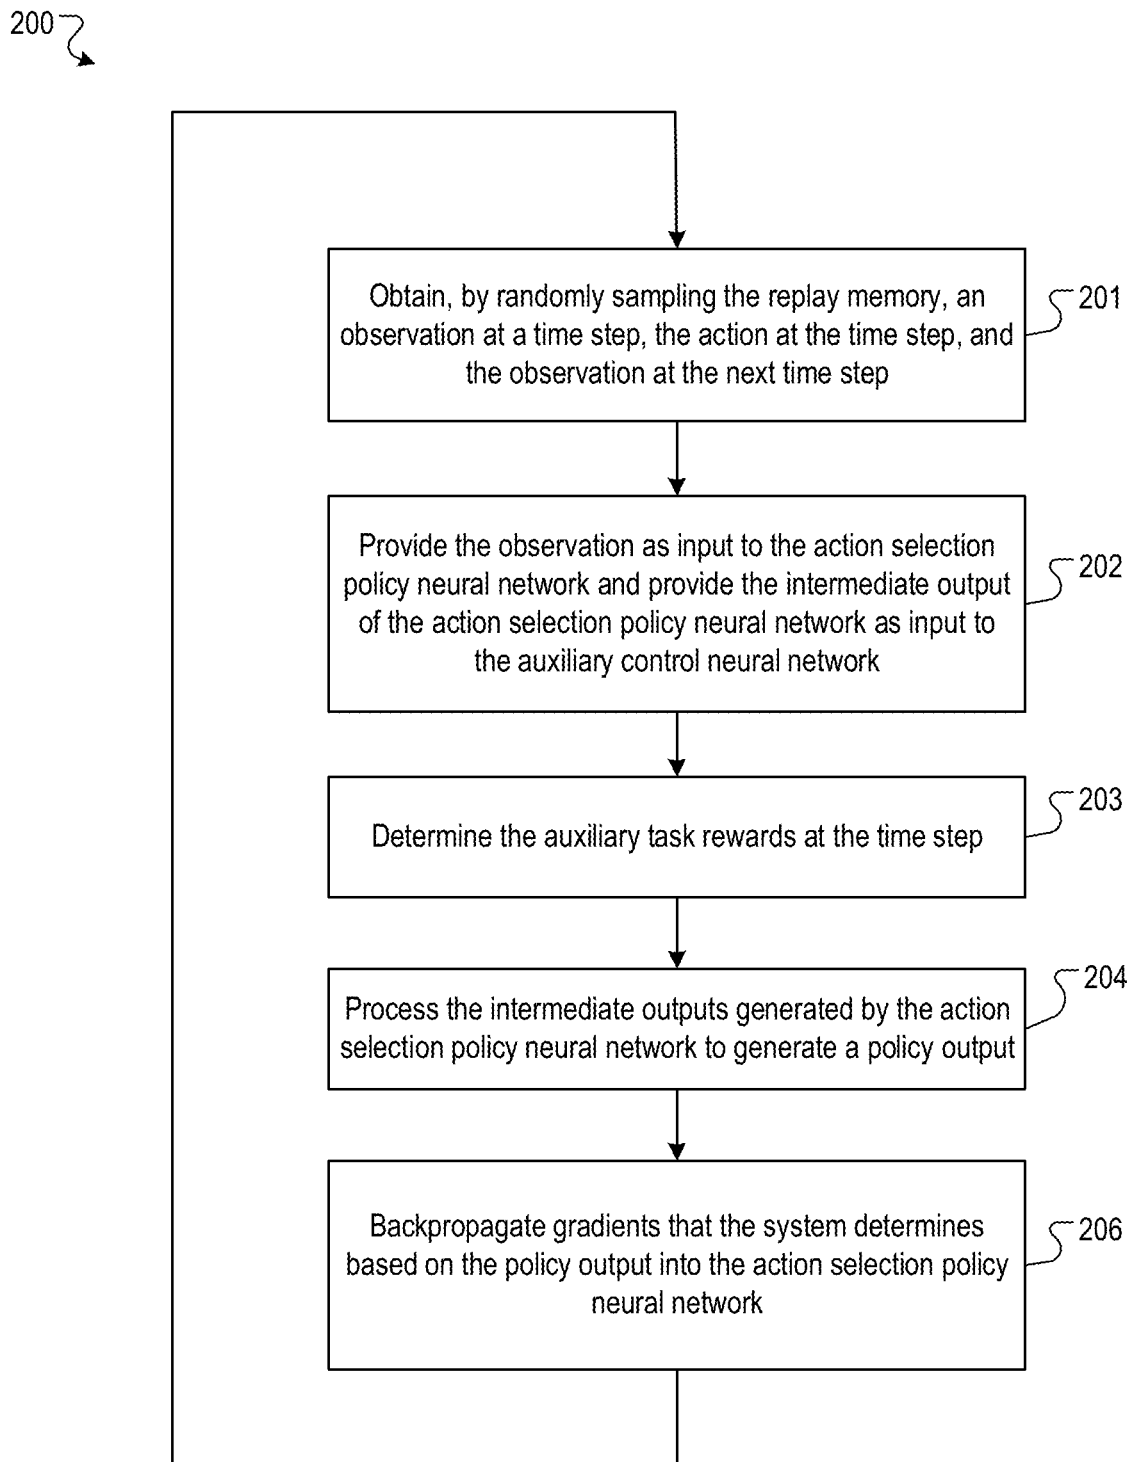 200
Obtain, by randomly sampling the replay memory, an
observation at a time step, the action at the time step, and
the observation at the next time step
201
Provide the observation as input to the action selection
policy neural network and provide the intermediate output
of the action selection policy neural network as input to
the auxiliary control neural network
202
Determine the auxiliary task rewards at the time step
203
Process the intermediate outputs generated by the action
selection policy neural network to generate a policy output
204
Backpropagate gradients that the system determines
based on the policy output into the action selection policy
neural network
206